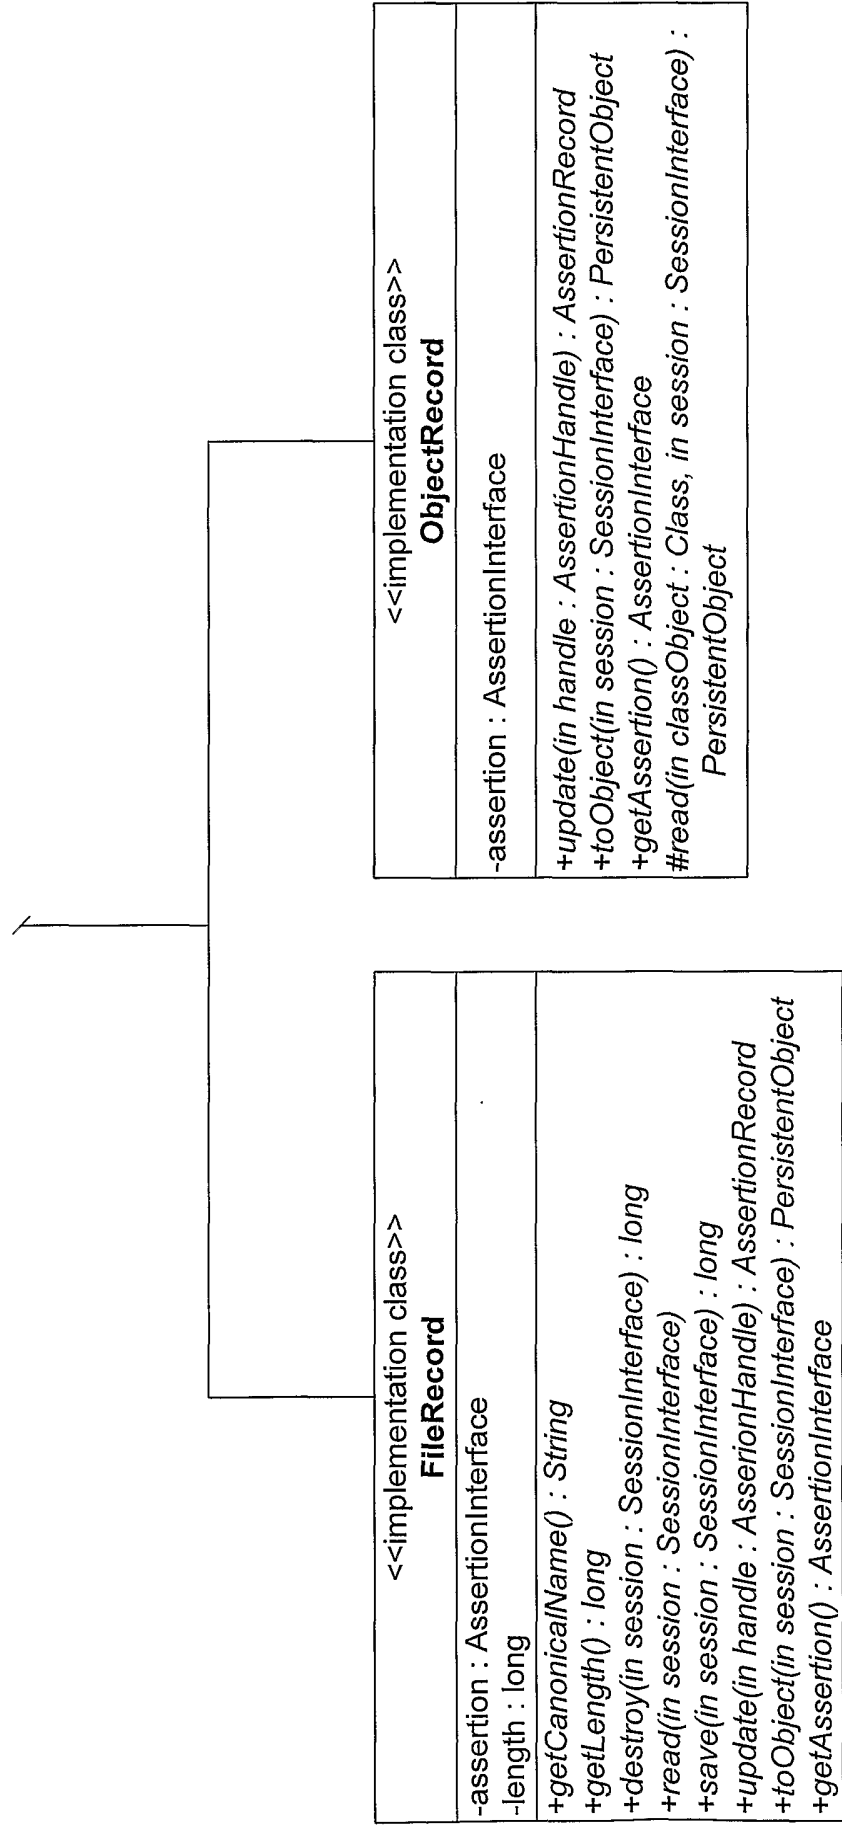 <<implementation class>>
FileRecord
-assertion : AssertionInterface
-length : long
+getCanonicalName() : String
+getLength() : long
+destroy(in session : SessionInterface) : long
+read(in session : SessionInterface)
+save(in session : SessionInterface) : long
+update(in handle : AsserionHandle) : AssertionRecord
+toObject(in session : SessionInterface) : PersistentObject
+getAssertion() : AssertionInterface
<<implementation class>>
ObjectRecord
-assertion : AssertionInterface
+update(in handle : AssertionHandle) : AssertionRecord
+toObject(in session : SessionInterface) : PersistentObject
+getAssertion() : AssertionInterface
#read(in classObject : Class, in session : SessionInterface) :
PersistentObject